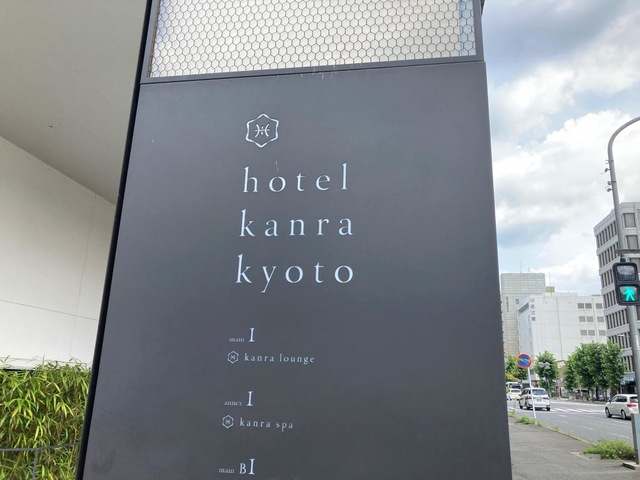 hotel
kanra
kyoto
main 1
kanra lounge
annex 1
kanra spa
main B1